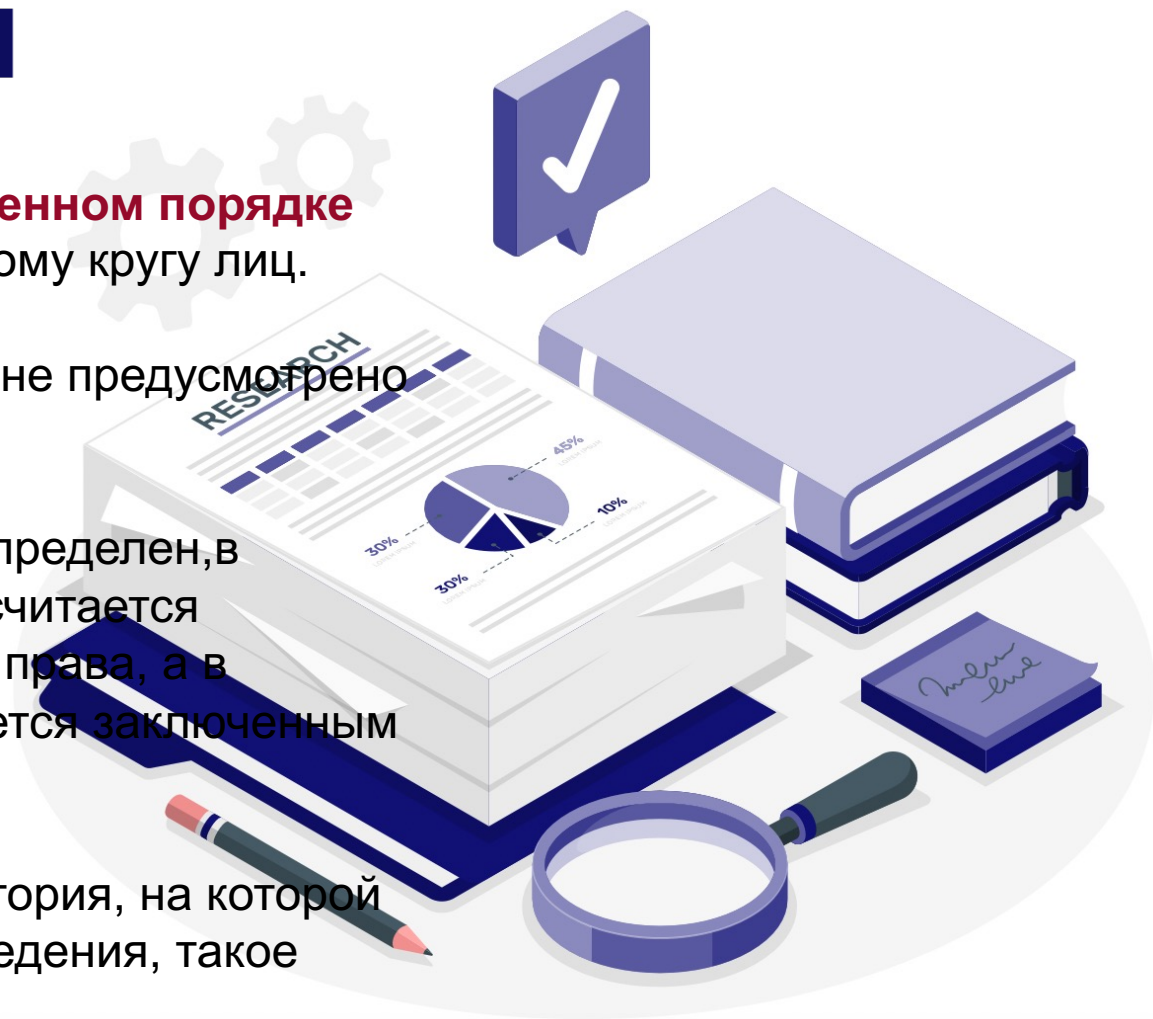 енном порядке
ому кругу лиц.
не предусмотрено
RESEARCH
45%
10%
30%
30%
пределен,в
считается
права, а в
ется заключенным
тория, на которой
едения, такое